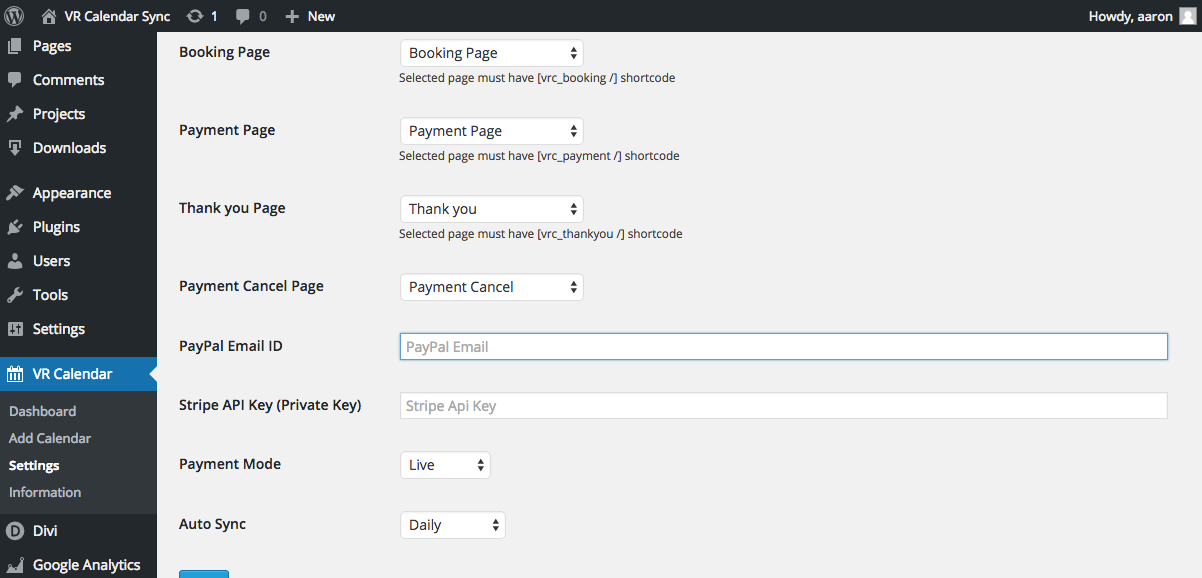 VR Calendar Sync 1 0 New Howdy, aaron
Pages
Comments
Projects
Downloads
Appearance
Plugins
Users
Tools
Settings
VR Calendar
Dashboard
Add Calendar
Settings
Information
Divi
Google Analytics
Booking Page Booking Page
Selected page must have [vrc_booking /] shortcode
Payment Page Payment Page
Selected page must have [vrc_payment /] shortcode
Thank you Page Thank you
Selected page must have [vrc_thankyou /] shortcode
Payment Cancel Page Payment Cancel
PayPal Email ID PayPal Email
Stripe API Key (Private Key) Stripe Api Key
Payment Mode Live
Auto Sync Daily